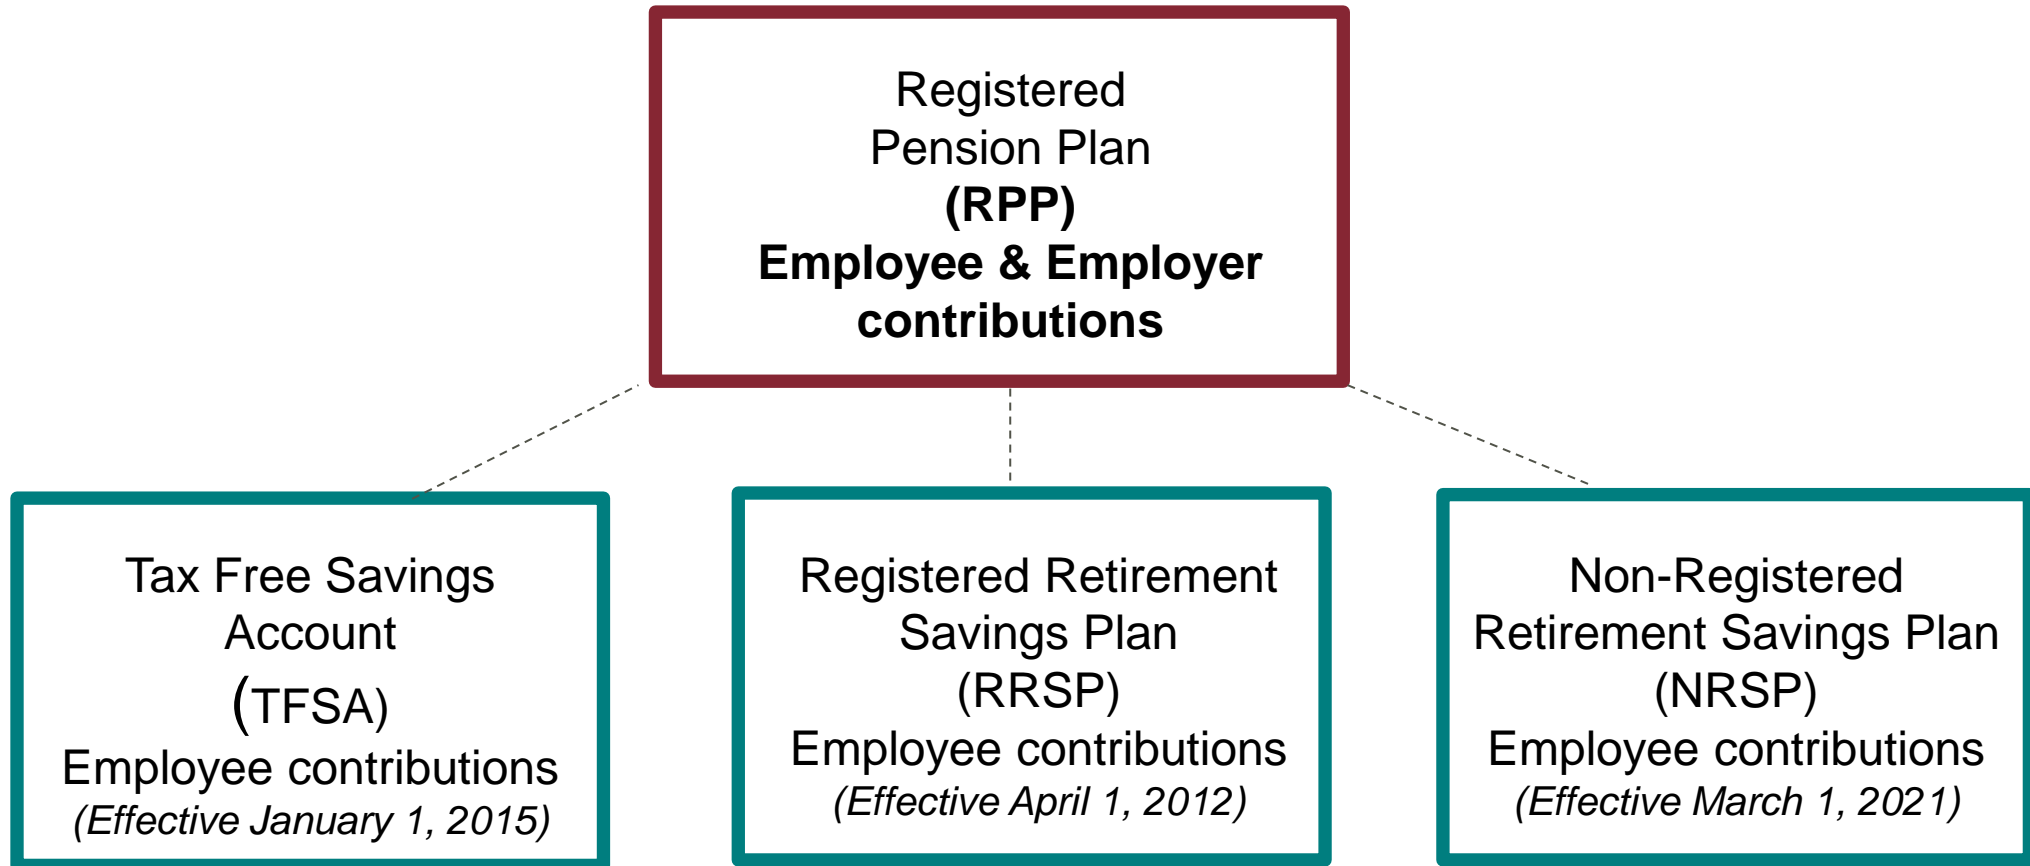 Registered
Pension Plan
(RPP)
Employee & Employer
contributions
Tax Free Savings
Account
(TFSA)
Employee contributions
(Effective January 1, 2015)
Registered Retirement
Savings Plan
(RRSP)
Employee contributions
(Effective April 1, 2012)
Non-Registered
Retirement Savings Plan
(NRSP)
Employee contributions
(Effective March 1, 2021)